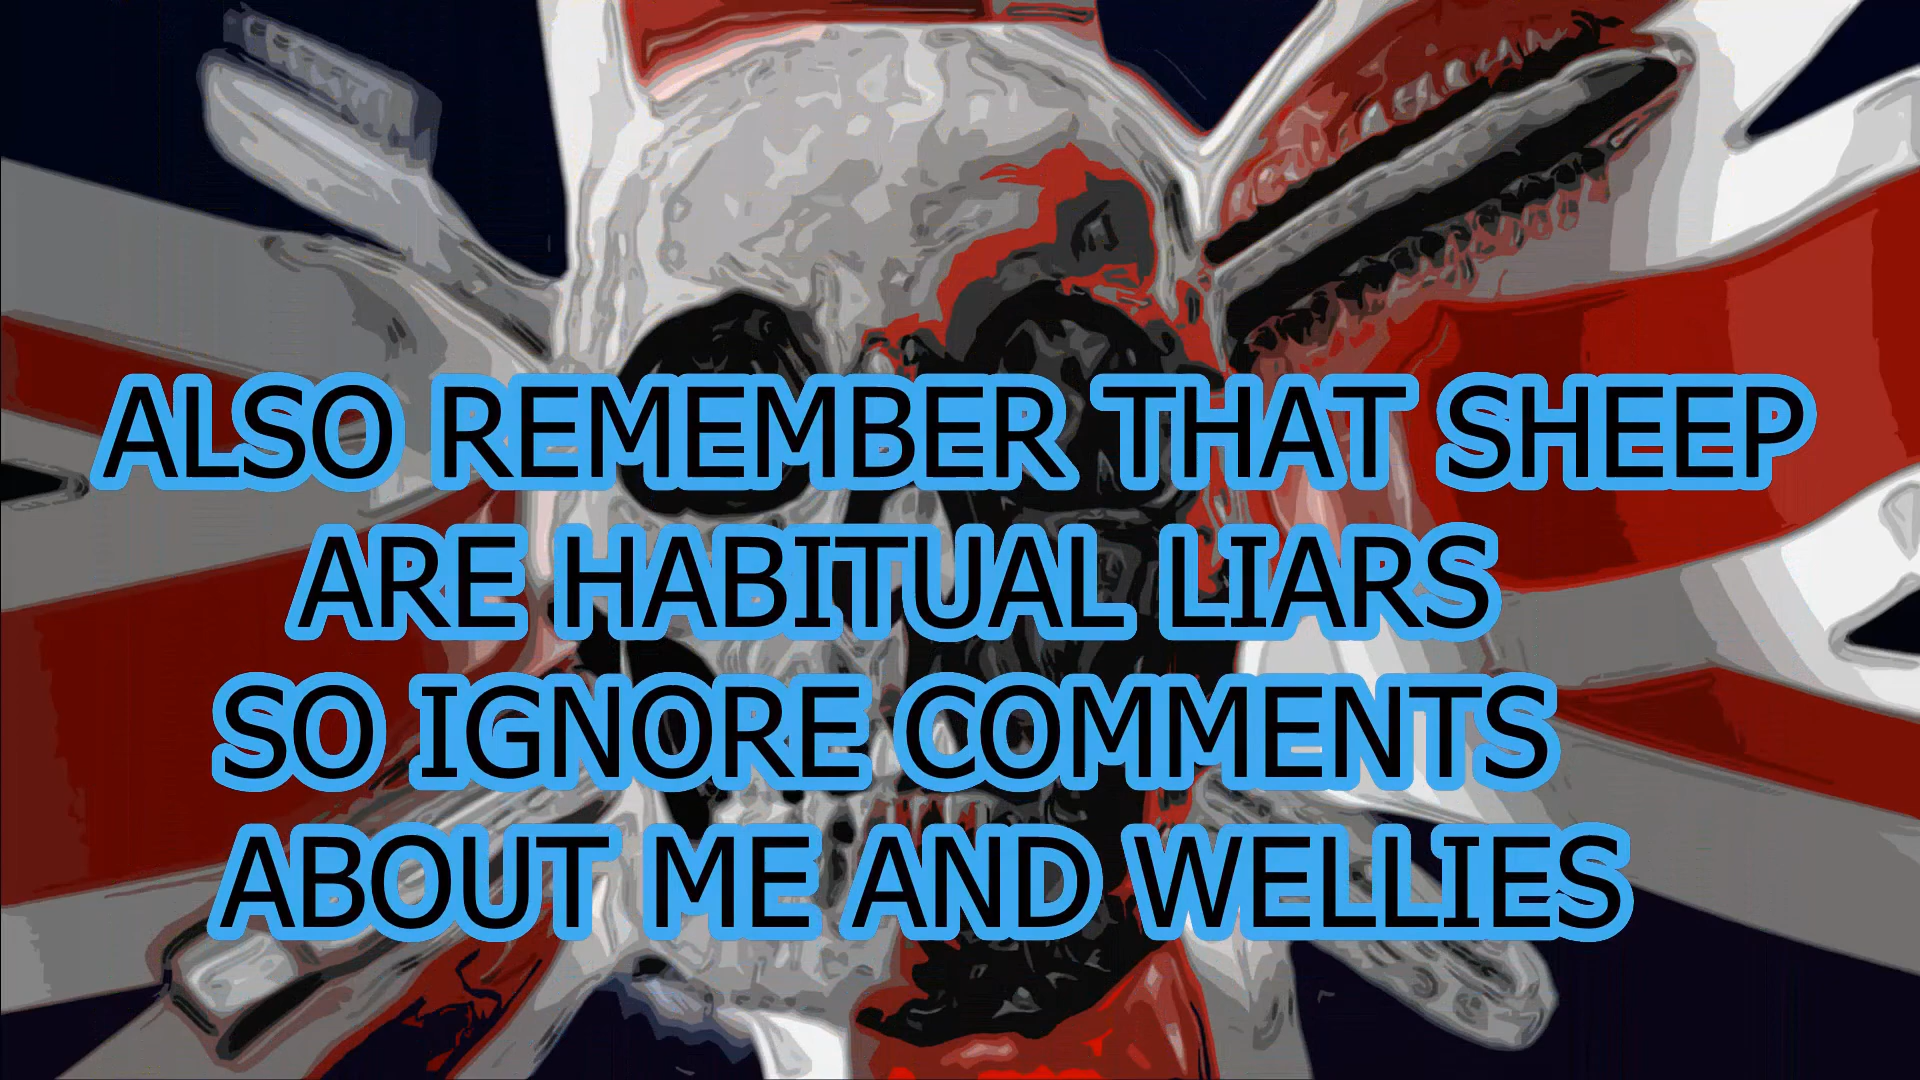 ALSO REMEMBER THAT SHEEP
ARE HABITUAL LIARS
SO IGNORE COMMENTS
ABOUT ME AND WELLIES